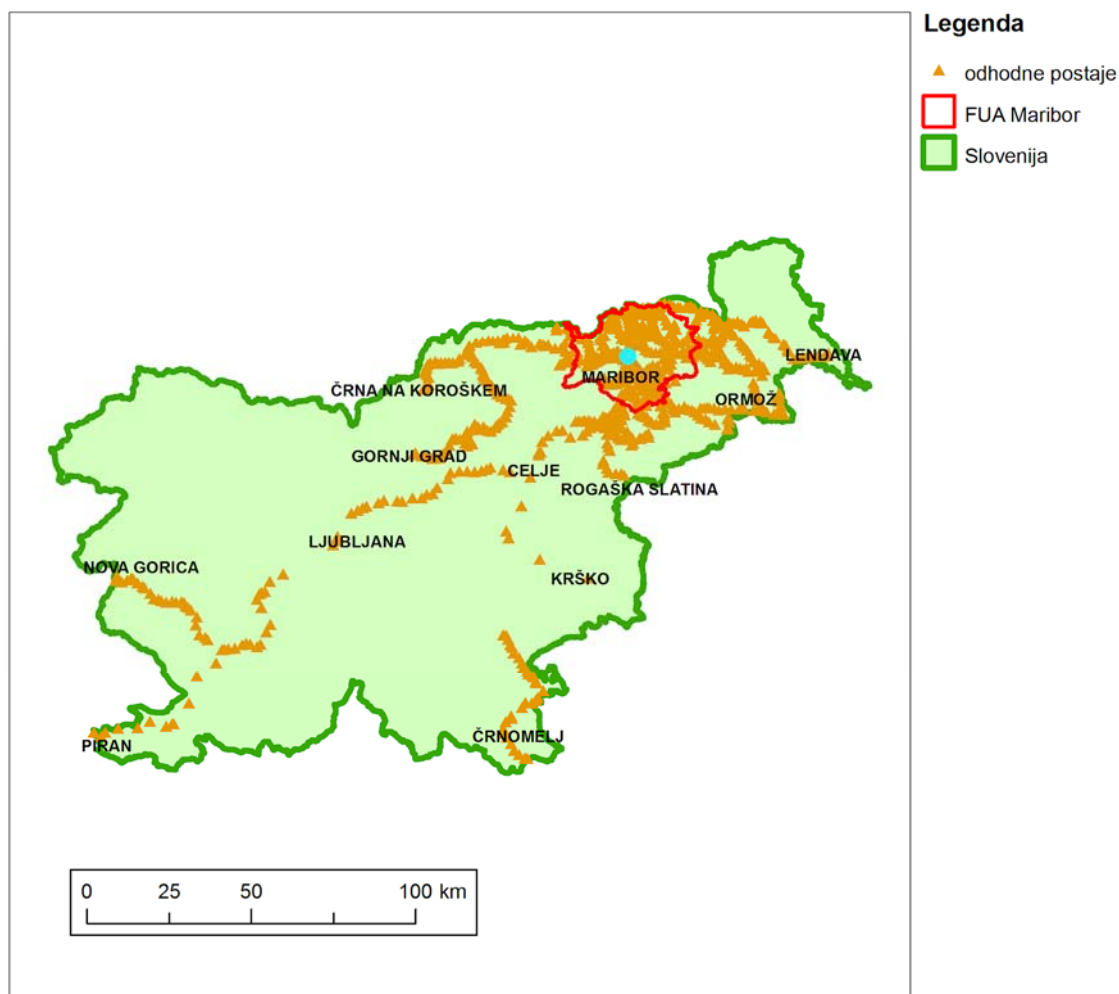 Legenda
odhodne postaje
FUA Maribor
Slovenija
LENDAVA
MARIBOR
ČRNA NA KOROŠKEM
ORMOŽ
GORNJI GRAD
CELJE
ROGAŠKA SLATINA
LJUBLJANA
NOVA GORICA
KRŠKO
ČRNOMELJ
PIRAN
0 25 50 100 km